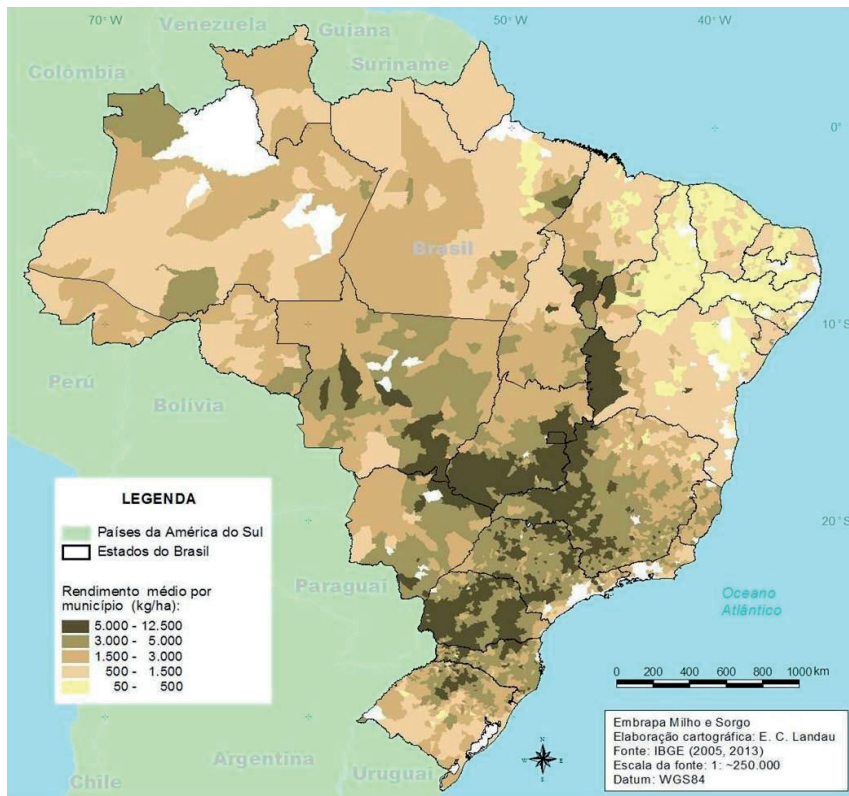 70° W
50° W
40° W
Venezuela
Guiana
Suriname
Colômbia
0°
Brasil
10°S
Perú
Bolívia
LEGENDA
Países da América do Sul
Estados do Brasil
20°S
Paraguai
Rendimento médio por
município (kg/ha):
5.000 - 12.500
3.000 - 5.000
1.500 - 3.000
500 - 1.500
50 - 500
Oceano
Atlântico
0 200 400 600 800 1000 km
Argentina
Uruguai
Chile
N
Embrapa Milho e Sorgo
Elaboração cartográfica: E. C. Landau
Fonte: IBGE (2005, 2013)
Escala da fonte: 1: ~250.000
Datum: WGS84